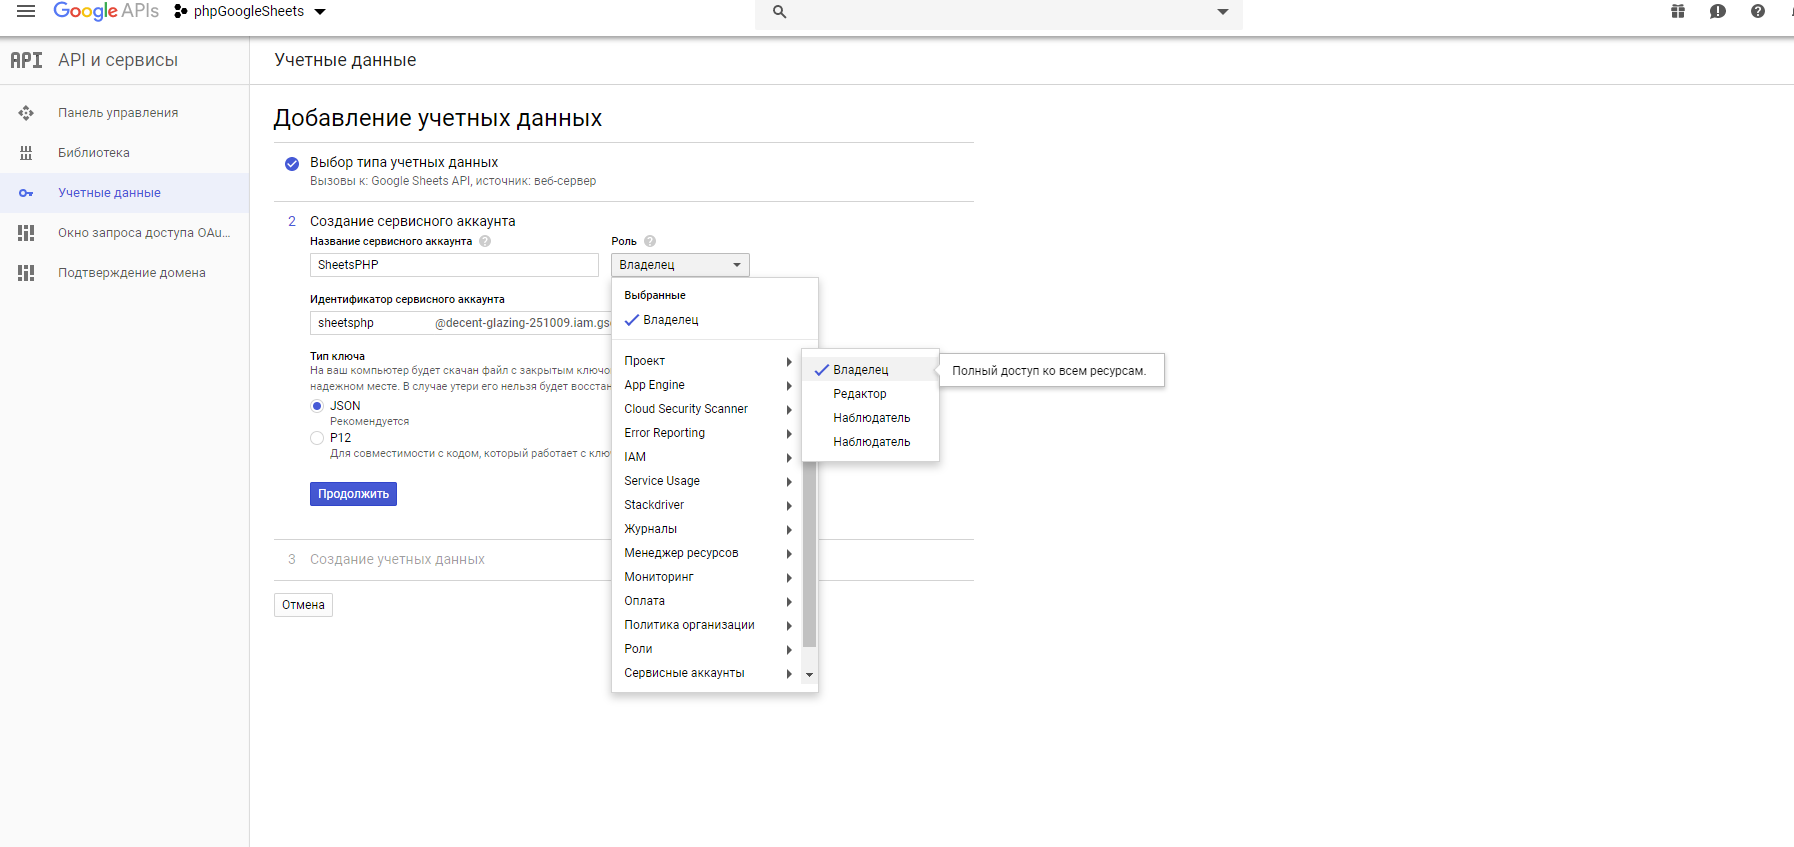 Google APIs phpGoogleSheets
API API и сервисы
Учетные данные
Панель управления
Библиотека
Учетные данные
Окно запроса доступа OAu...
Подтверждение домена
Добавление учетных данных
Выбор типа учетных данных
Вызовы к: Google Sheets API, источник: веб-сервер
2 Создание сервисного аккаунта
Название сервисного аккаунта ?
SheetsPHP
Роль ?
Владелец
Идентификатор сервисного аккаунта
sheetsphp @decent-glazing-251009.iam.gs
Тип ключа
На ваш компьютер будет скачан файл с закрытым ключо
надежном месте. В случае утери его нельзя будет восстан
JSON
Рекомендуется
P12
Для совместимости с кодом, который работает с клю
Продолжить
3 Создание учетных данных
Отмена
Выбранные
Владелец
Проект
App Engine
Cloud Security Scanner
Error Reporting
IAM
Service Usage
Stackdriver
Журналы
Менеджер ресурсов
Мониторинг
Оплата
Политика организации
Роли
Сервисные аккаунты
Владелец
Редактор
Наблюдатель
Наблюдатель
Полный доступ ко всем ресурсам.